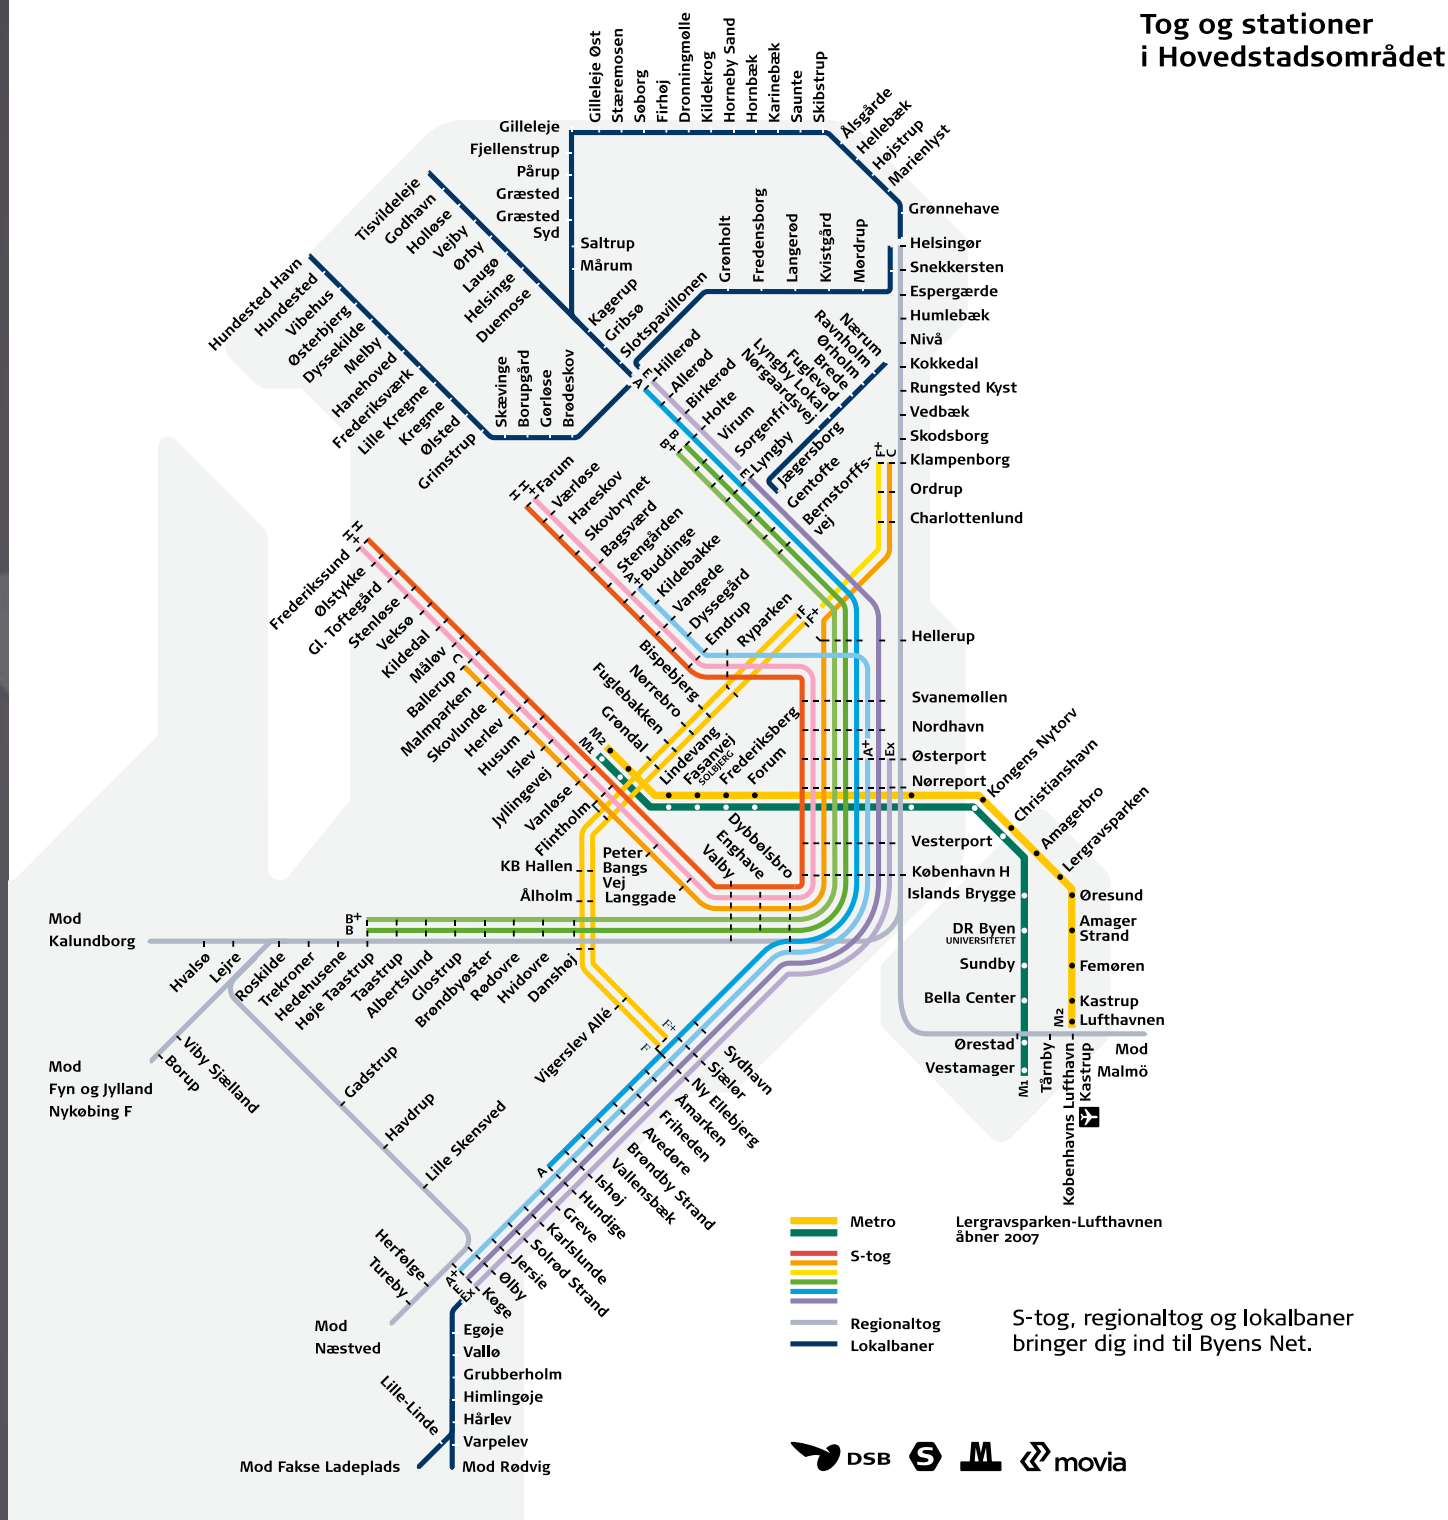 Tog og stationer
i Hovedstadsområdet
Gilleleje Øst
Stæremosen
Søborg
Firhøj
Dronningmølle
Kildekrog
Horneby Sand
Hornbæk
Karinebæk
Saunte
Skibstrup
Ålsgårde
Hellebæk
Højstrup
Marienlyst
Gilleleje
Fjellenstrup
Pårup
Græsted
Græsted
Syd
Saltrup
Mårum
Kagerup
Gribsø
Slotspavillonen
Grønholt
Fredensborg
Langerød
Kvistgård
Mørdrup
Tisvildeleje
Godhavn
Holløse
Vejby
Ørby
Laugø
Helsinge
Duemose
Hundested Havn
Hundested
Vibehus
Østerbjerg
Dyssekilde
Melby
Hanehoved
Frederiksværk
Lille Kregme
Kregme
Ølsted
Grimstrup
Skævinge
Borupgård
Gørløse
Brødeskov
Grønnehave
Helsingør
Snekkersten
Espergærde
Humlebæk
Nivå
Kokkedal
Rungsted Kyst
Vedbæk
Skodsborg
Klampenborg
Ordrup
Charlottenlund
Hellerup
Svanemøllen
Nordhavn
Østerport
Nørreport
Vesterport
København H
E
A
Hillerød
Allerød
Birkerød
Holte
Virum
Sorgenfri
Lyngby
B
B+
E
Nærum
Ravnholm
Ørholm
Brede
Fuglevad
Lyngby Lokal
Nørgaardsvej
Jægersborg
Gentofte
Bernstorffs-
vej
F+
C
H
H+
Farum
Værløse
Hareskov
Skovbrynet
Bagsværd
Stengården
A+
Buddinge
Kildebakke
Vangede
Dyssegård
Emdrup
Ryparken
F
F+
Bispebjerg
Nørrebro
Fuglebakken
Grøndal
H
H+
Frederikssund
Ølstykke
Gl. Toftegård
Stenløse
Veksø
Kildedal
Måløv
C
Ballerup
Malmparken
Skovlunde
Herlev
Husum
Islev
Jyllingevej
Vanløse
Flintholm
M2
M1
Lindevang
Fasanvej
SOLBJERG
Frederiksberg
Forum
A+
Ex
Kongens Nytorv
Christianshavn
Amagerbro
Lergravsparken
KB Hallen
Ålholm
Peter
Bangs
Vej
Langgade
Valby
Enghave
Dybbølsbro
Islands Brygge
DR Byen
UNIVERSITETET
Sundby
Bella Center
Ørestad
Vestamager
M1
Øresund
Amager
Strand
Femøren
Kastrup
Lufthavnen
M2
Tårnby
Københavns Lufthavn
Kastrup
Mod
Malmö
Mod
Kalundborg
B+
B
Hvalsø
Lejre
Roskilde
Trekroner
Hedehusene
Høje Taastrup
Taastrup
Albertslund
Glostrup
Brøndbyøster
Rødovre
Hvidovre
Danshøj
Vigerslev Allé
F+
F
Mod
Fyn og Jylland
Nykøbing F
Viby Sjælland
Borup
Gadstrup
Havdrup
Lille Skensved
Herfølge
Tureby
Mod
Næstved
Sydhavn
Sjælør
Ny Ellebjerg
Åmarken
Friheden
Avedøre
Brøndby Strand
Vallensbæk
Ishøj
A
Hundige
Greve
Karlslunde
Solrød Strand
Jersie
Ølby
Køge
A+
E
Ex
Egøje
Vallø
Grubberholm
Himlingøje
Hårlev
Varpelev
Lille-Linde
Mod Fakse Ladeplads
Mod Rødvig
Metro
S-tog
Regionaltog
Lokalbaner
Lergravsparken-Lufthavnen
åbner 2007
S-tog, regionaltog og lokalbaner
bringer dig ind til Byens Net.
DSB
S
M
movia